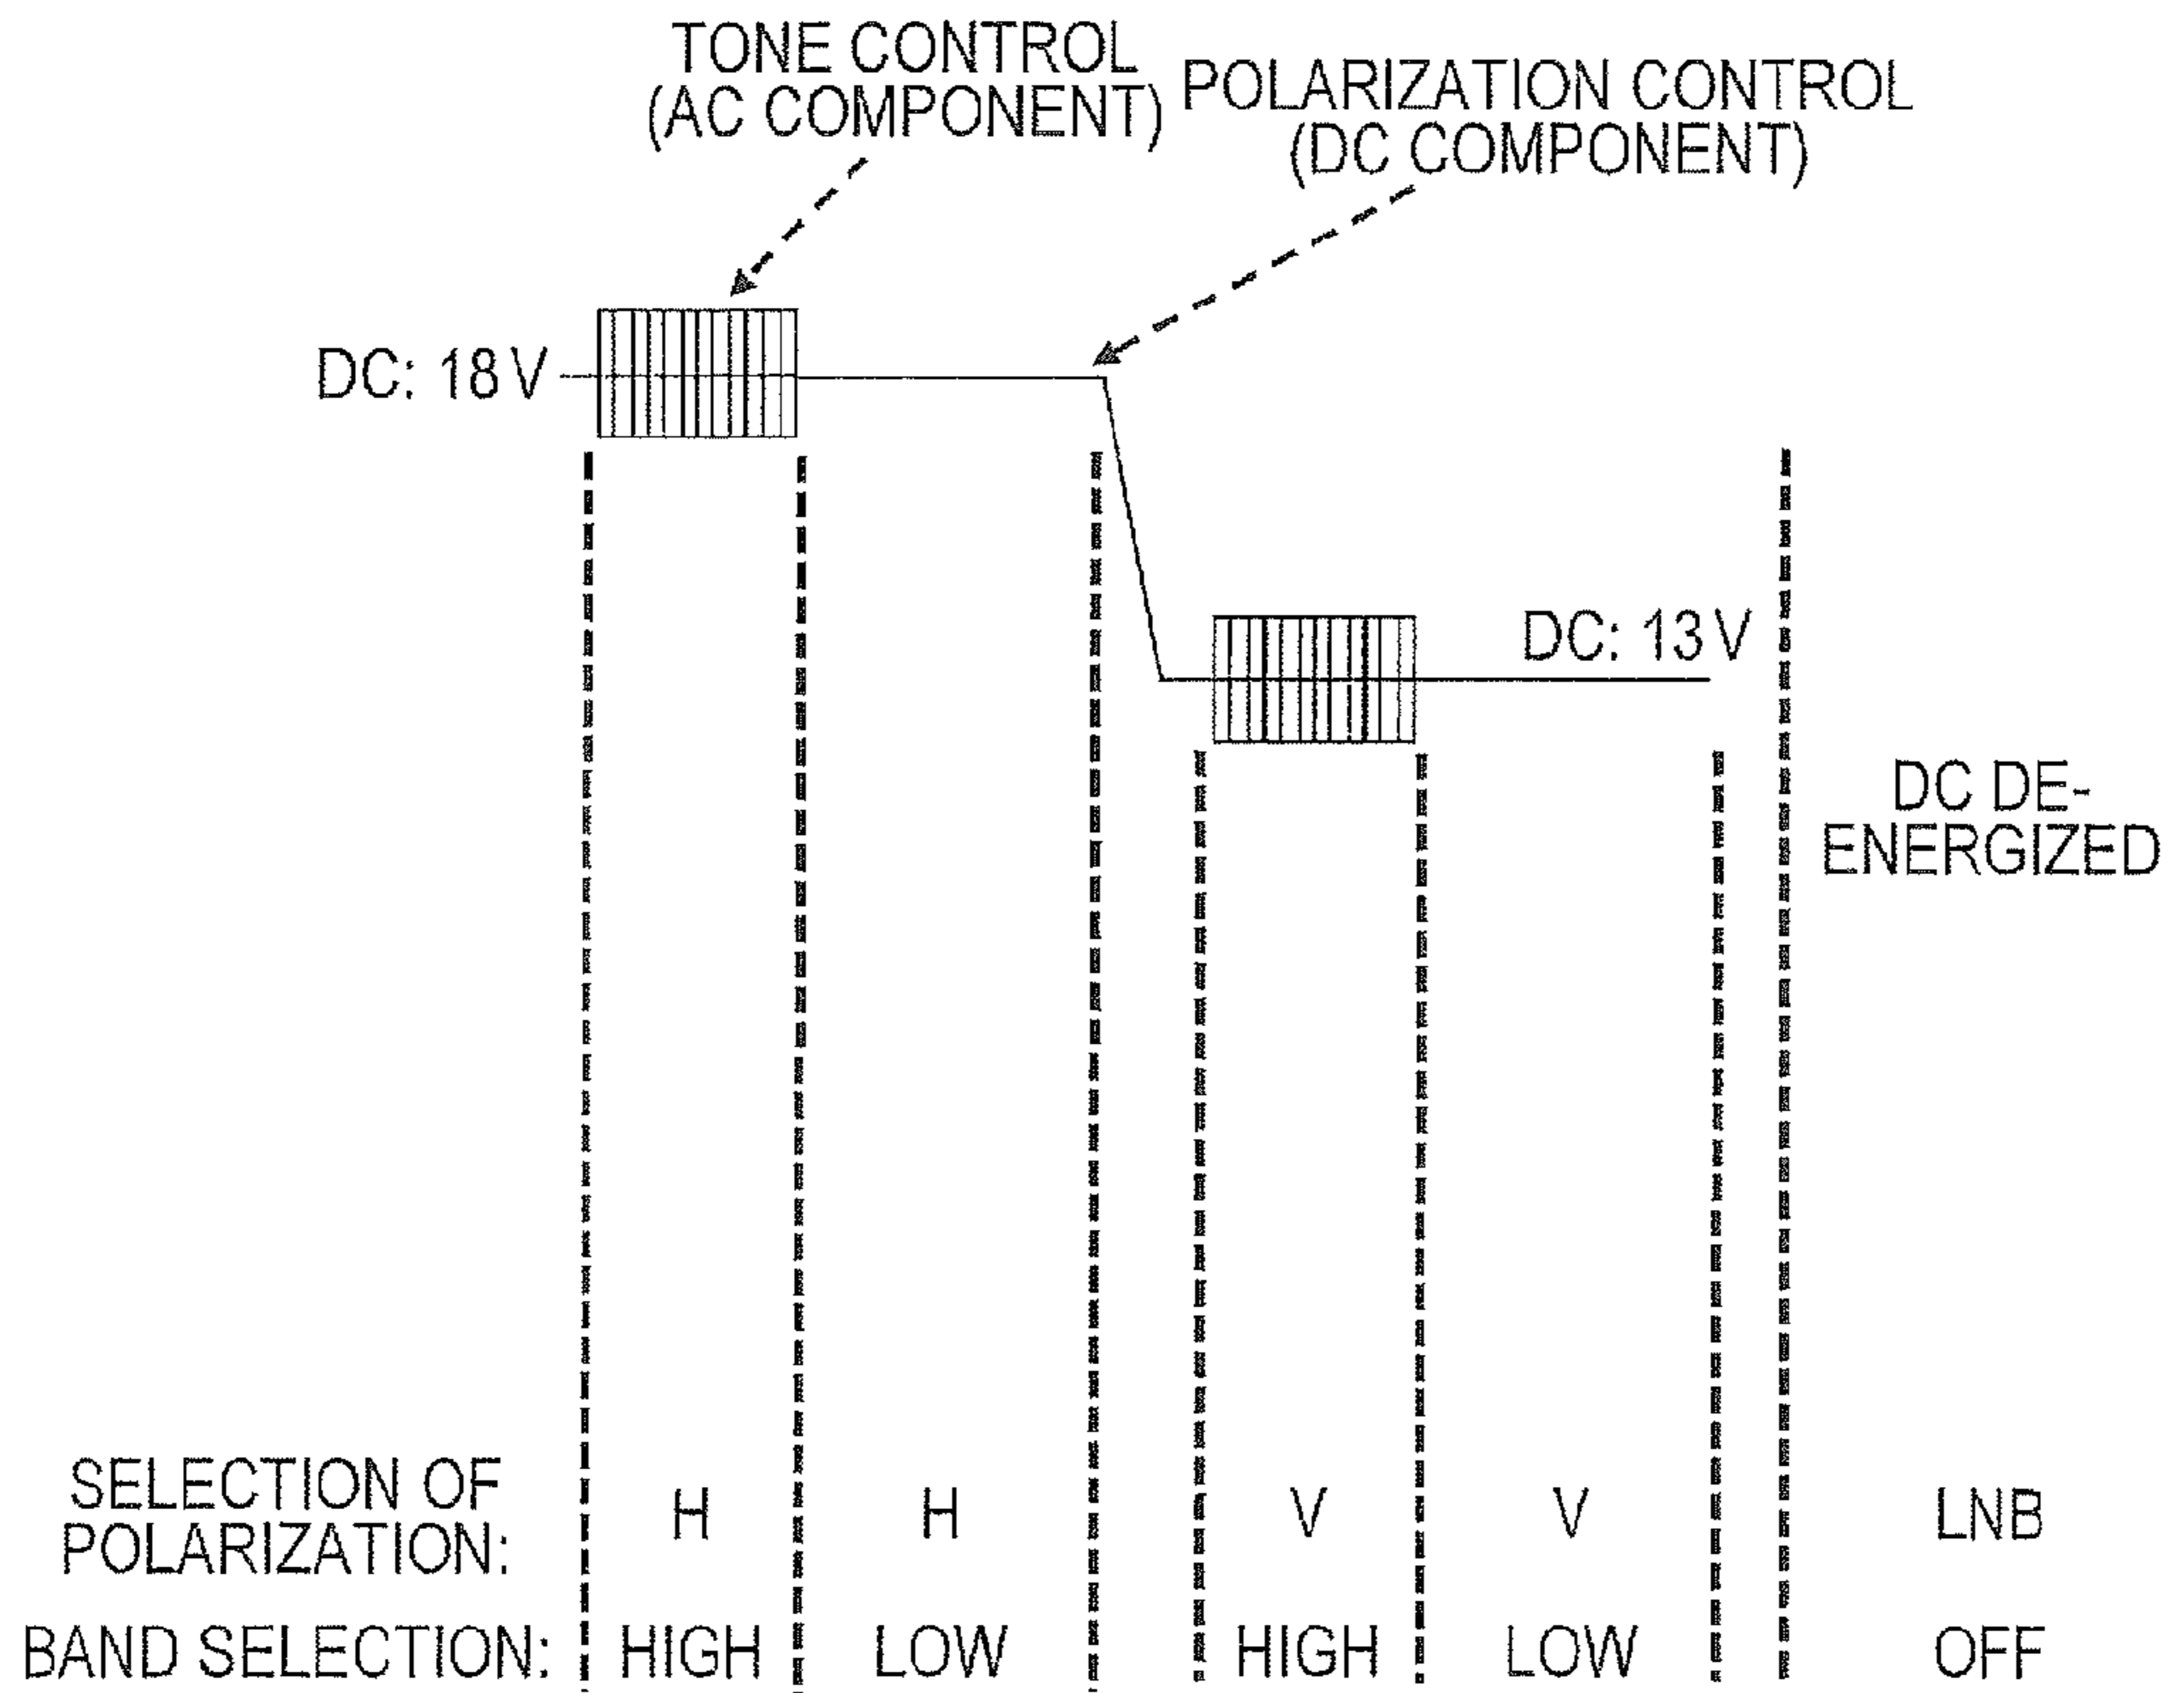 TONE CONTROL
(AC COMPONENT)
POLARIZATION CONTROL
(DC COMPONENT)
DC: 18 V
DC: 13 V
DC DE-
ENERGIZED
SELECTION OF
POLARIZATION:
H
H
V
V
LNB
BAND SELECTION:
HIGH
LOW
HIGH
LOW
OFF